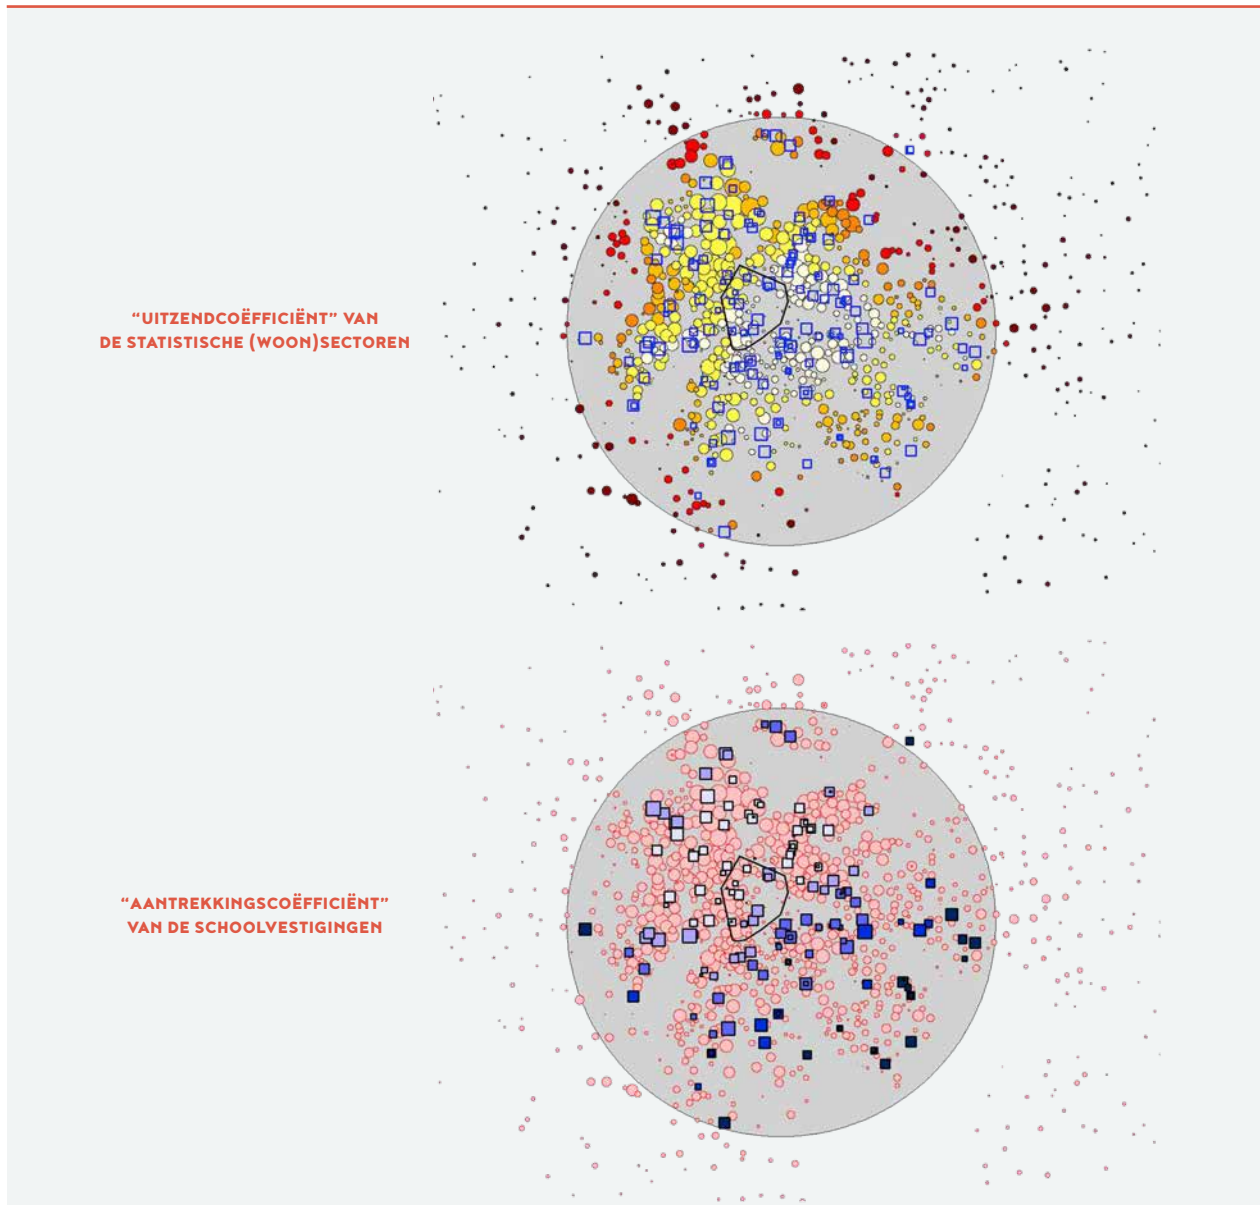 “UITZENDCOËFFICIËNT” VAN
DE STATISTISCHE (WOON)SECTOREN
“AANTREKKINGSCOËFFICIËNT”
VAN DE SCHOOLVESTIGINGEN